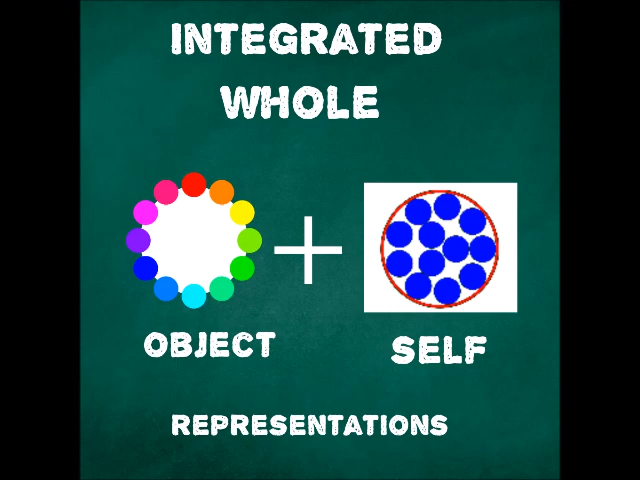 INTEGRATED
WHOLE
OBJECT
SELF
REPRESENTATIONS